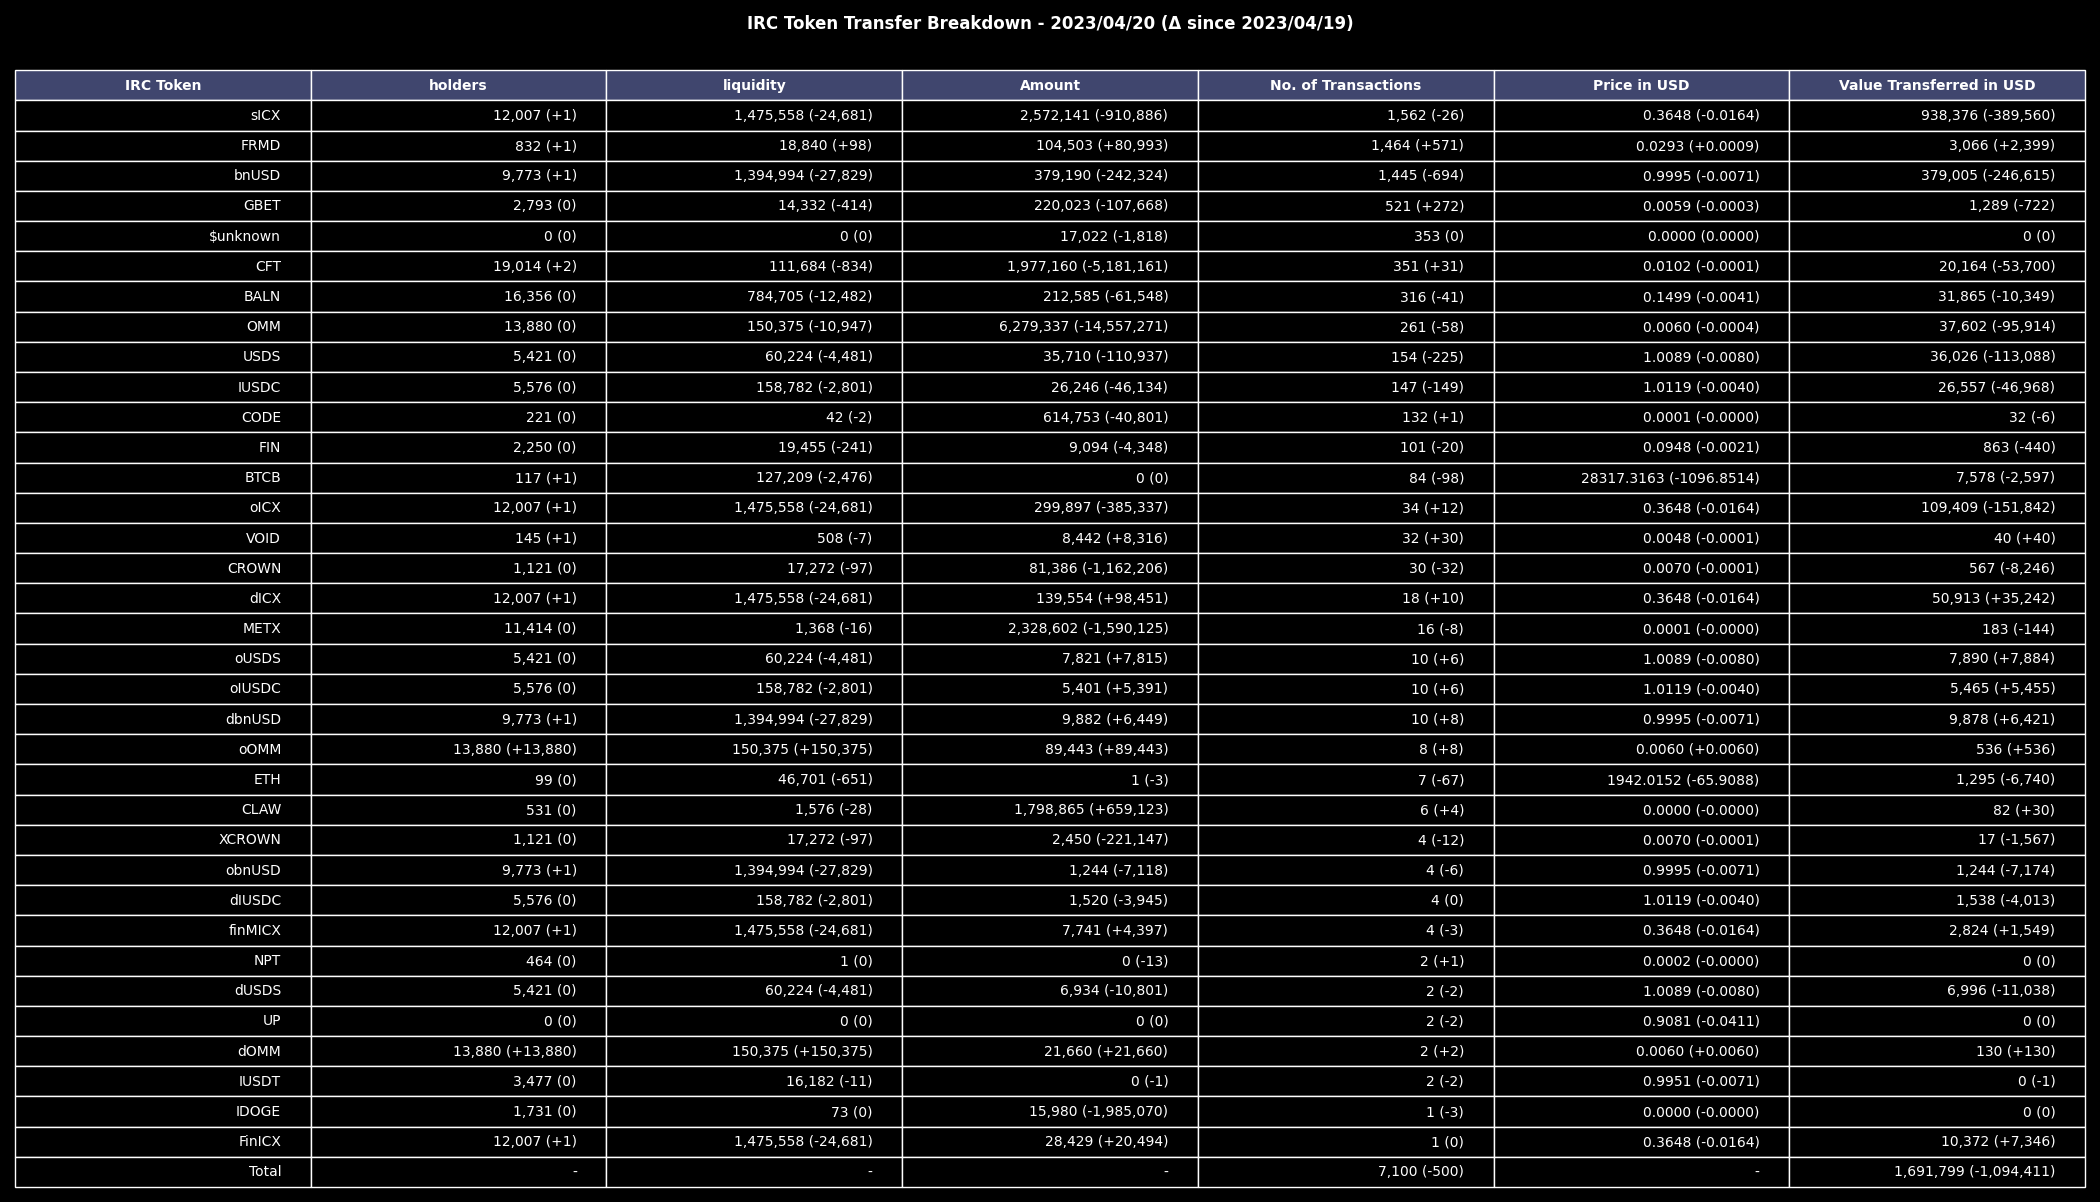 IRC Token Transfer Breakdown - 2023/04/20 (Δ since 2023/04/19)
IRC Token holders liquidity Amount No. of Transactions Price in USD Value Transferred in USD
sICX 12,007 (+1) 1,475,558 (-24,681) 2,572,141 (-910,886) 1,562 (-26) 0.3648 (-0.0164) 938,376 (-389,560)
FRMD 832 (+1) 18,840 (+98) 104,503 (+80,993) 1,464 (+571) 0.0293 (+0.0009) 3,066 (+2,399)
bnUSD 9,773 (+1) 1,394,994 (-27,829) 379,190 (-242,324) 1,445 (-694) 0.9995 (-0.0071) 379,005 (-246,615)
GBET 2,793 (0) 14,332 (-414) 220,023 (-107,668) 521 (+272) 0.0059 (-0.0003) 1,289 (-722)
$unknown 0 (0) 0 (0) 17,022 (-1,818) 353 (0) 0.0000 (0.0000) 0 (0)
CFT 19,014 (+2) 111,684 (-834) 1,977,160 (-5,181,161) 351 (+31) 0.0102 (-0.0001) 20,164 (-53,700)
BALN 16,356 (0) 784,705 (-12,482) 212,585 (-61,548) 316 (-41) 0.1499 (-0.0041) 31,865 (-10,349)
OMM 13,880 (0) 150,375 (-10,947) 6,279,337 (-14,557,271) 261 (-58) 0.0060 (-0.0004) 37,602 (-95,914)
USDS 5,421 (0) 60,224 (-4,481) 35,710 (-110,937) 154 (-225) 1.0089 (-0.0080) 36,026 (-113,088)
IUSDC 5,576 (0) 158,782 (-2,801) 26,246 (-46,134) 147 (-149) 1.0119 (-0.0040) 26,557 (-46,968)
CODE 221 (0) 42 (-2) 614,753 (-40,801) 132 (+1) 0.0001 (-0.0000) 32 (-6)
FIN 2,250 (0) 19,455 (-241) 9,094 (-4,348) 101 (-20) 0.0948 (-0.0021) 863 (-440)
BTCB 117 (+1) 127,209 (-2,476) 0 (0) 84 (-98) 28317.3163 (-1096.8514) 7,578 (-2,597)
oICX 12,007 (+1) 1,475,558 (-24,681) 299,897 (-385,337) 34 (+12) 0.3648 (-0.0164) 109,409 (-151,842)
VOID 145 (+1) 508 (-7) 8,442 (+8,316) 32 (+30) 0.0048 (-0.0001) 40 (+40)
CROWN 1,121 (0) 17,272 (-97) 81,386 (-1,162,206) 30 (-32) 0.0070 (-0.0001) 567 (-8,246)
dICX 12,007 (+1) 1,475,558 (-24,681) 139,554 (+98,451) 18 (+10) 0.3648 (-0.0164) 50,913 (+35,242)
METX 11,414 (0) 1,368 (-16) 2,328,602 (-1,590,125) 16 (-8) 0.0001 (-0.0000) 183 (-144)
oUSDS 5,421 (0) 60,224 (-4,481) 7,821 (+7,815) 10 (+6) 1.0089 (-0.0080) 7,890 (+7,884)
oIUSDC 5,576 (0) 158,782 (-2,801) 5,401 (+5,391) 10 (+6) 1.0119 (-0.0040) 5,465 (+5,455)
dbnUSD 9,773 (+1) 1,394,994 (-27,829) 9,882 (+6,449) 10 (+8) 0.9995 (-0.0071) 9,878 (+6,421)
oOMM 13,880 (+13,880) 150,375 (+150,375) 89,443 (+89,443) 8 (+8) 0.0060 (+0.0060) 536 (+536)
ETH 99 (0) 46,701 (-651) 1 (-3) 7 (-67) 1942.0152 (-65.9088) 1,295 (-6,740)
CLAW 531 (0) 1,576 (-28) 1,798,865 (+659,123) 6 (+4) 0.0000 (-0.0000) 82 (+30)
XCROWN 1,121 (0) 17,272 (-97) 2,450 (-221,147) 4 (-12) 0.0070 (-0.0001) 17 (-1,567)
obnUSD 9,773 (+1) 1,394,994 (-27,829) 1,244 (-7,118) 4 (-6) 0.9995 (-0.0071) 1,244 (-7,174)
dIUSDC 5,576 (0) 158,782 (-2,801) 1,520 (-3,945) 4 (0) 1.0119 (-0.0040) 1,538 (-4,013)
finMICX 12,007 (+1) 1,475,558 (-24,681) 7,741 (+4,397) 4 (-3) 0.3648 (-0.0164) 2,824 (+1,549)
NPT 464 (0) 1 (0) 0 (-13) 2 (+1) 0.0002 (-0.0000) 0 (0)
dUSDS 5,421 (0) 60,224 (-4,481) 6,934 (-10,801) 2 (-2) 1.0089 (-0.0080) 6,996 (-11,038)
UP 0 (0) 0 (0) 0 (0) 2 (-2) 0.9081 (-0.0411) 0 (0)
dOMM 13,880 (+13,880) 150,375 (+150,375) 21,660 (+21,660) 2 (+2) 0.0060 (+0.0060) 130 (+130)
IUSDT 3,477 (0) 16,182 (-11) 0 (-1) 2 (-2) 0.9951 (-0.0071) 0 (-1)
IDOGE 1,731 (0) 73 (0) 15,980 (-1,985,070) 1 (-3) 0.0000 (-0.0000) 0 (0)
FinICX 12,007 (+1) 1,475,558 (-24,681) 28,429 (+20,494) 1 (0) 0.3648 (-0.0164) 10,372 (+7,346)
Total - - - 7,100 (-500) - 1,691,799 (-1,094,411)